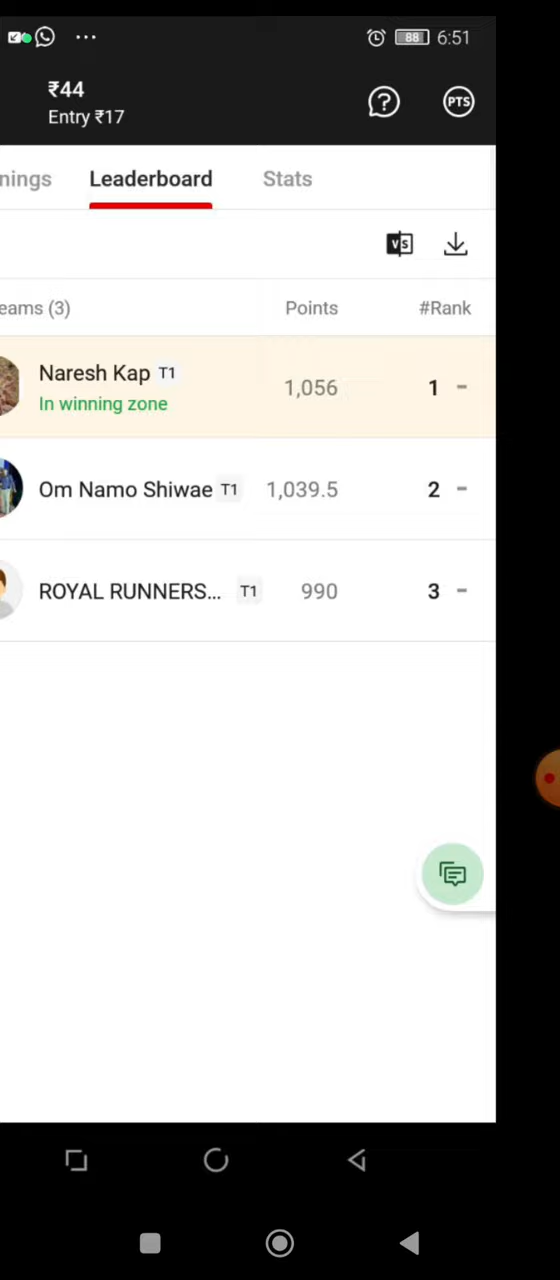 88 6:51
₹44
Entry ₹17
PTS
nings Leaderboard Stats
VS
eams (3) Points #Rank
Naresh Kap T1 1,056 1 -
In winning zone
Om Namo Shiwae T1 1,039.5 2 -
ROYAL RUNNERS... T1 990 3 -